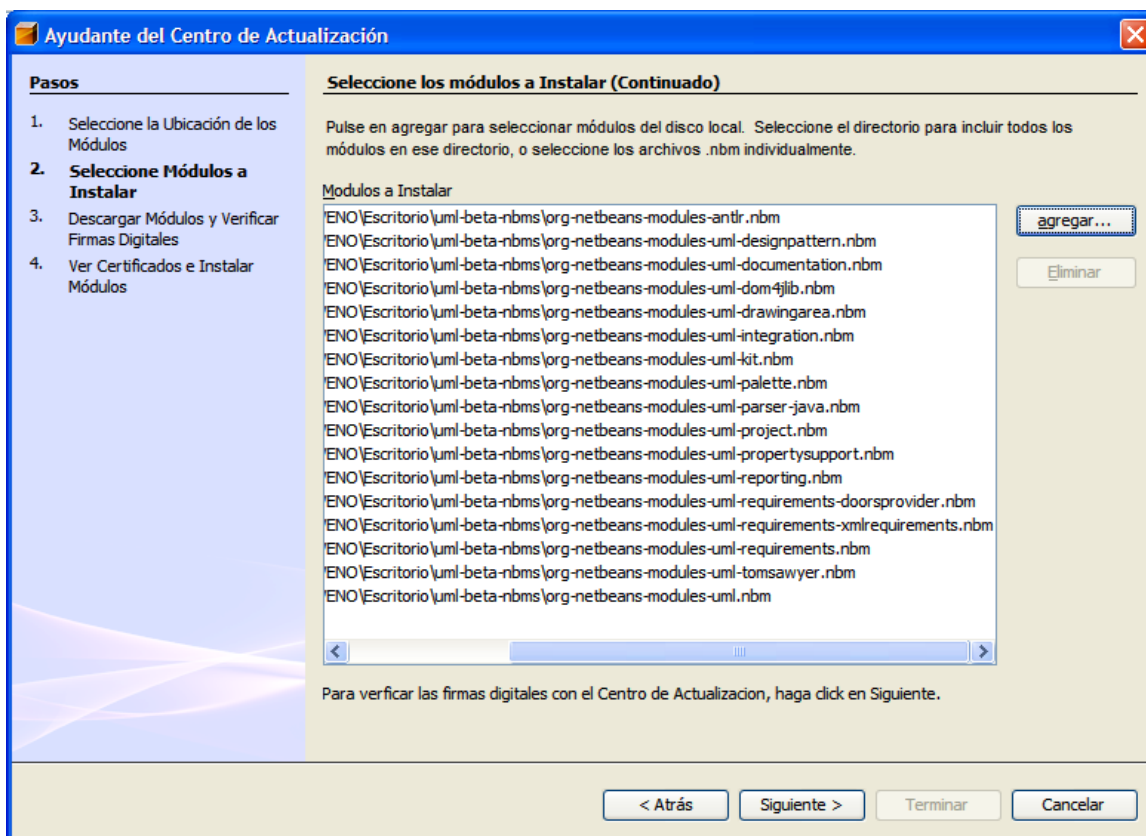 Ayudante del Centro de Actualización
Pasos
1. Seleccione la Ubicación de los
Módulos
2. Seleccione Módulos a
Instalar
3. Descargar Módulos y Verificar
Firmas Digitales
4. Ver Certificados e Instalar
Módulos
Seleccione los módulos a Instalar (Continuado)
Pulse en agregar para seleccionar módulos del disco local. Seleccione el directorio para incluir todos los
módulos en ese directorio, o seleccione los archivos .nbm individualmente.
Modulos a Instalar
'ENO\Escritorio\uml-beta-nbms\org-netbeans-modules-antlr.nbm
'ENO\Escritorio\uml-beta-nbms\org-netbeans-modules-uml-designpattern.nbm
'ENO\Escritorio\uml-beta-nbms\org-netbeans-modules-uml-documentation.nbm
'ENO\Escritorio\uml-beta-nbms\org-netbeans-modules-uml-dom4jlib.nbm
'ENO\Escritorio\uml-beta-nbms\org-netbeans-modules-uml-drawingarea.nbm
'ENO\Escritorio\uml-beta-nbms\org-netbeans-modules-uml-integration.nbm
'ENO\Escritorio\uml-beta-nbms\org-netbeans-modules-uml-kit.nbm
'ENO\Escritorio\uml-beta-nbms\org-netbeans-modules-uml-palette.nbm
'ENO\Escritorio\uml-beta-nbms\org-netbeans-modules-uml-parser-java.nbm
'ENO\Escritorio\uml-beta-nbms\org-netbeans-modules-uml-project.nbm
'ENO\Escritorio\uml-beta-nbms\org-netbeans-modules-uml-propertysupport.nbm
'ENO\Escritorio\uml-beta-nbms\org-netbeans-modules-uml-reporting.nbm
'ENO\Escritorio\uml-beta-nbms\org-netbeans-modules-uml-requirements-doorsprovider.nbm
'ENO\Escritorio\uml-beta-nbms\org-netbeans-modules-uml-requirements-xmlrequirements.nbm
'ENO\Escritorio\uml-beta-nbms\org-netbeans-modules-uml-requirements.nbm
'ENO\Escritorio\uml-beta-nbms\org-netbeans-modules-uml-tomsawyer.nbm
'ENO\Escritorio\uml-beta-nbms\org-netbeans-modules-uml.nbm
agregar...
Eliminar
Para verficar las firmas digitales con el Centro de Actualizacion, haga click en Siguiente.
< Atrás Siguiente > Terminar Cancelar